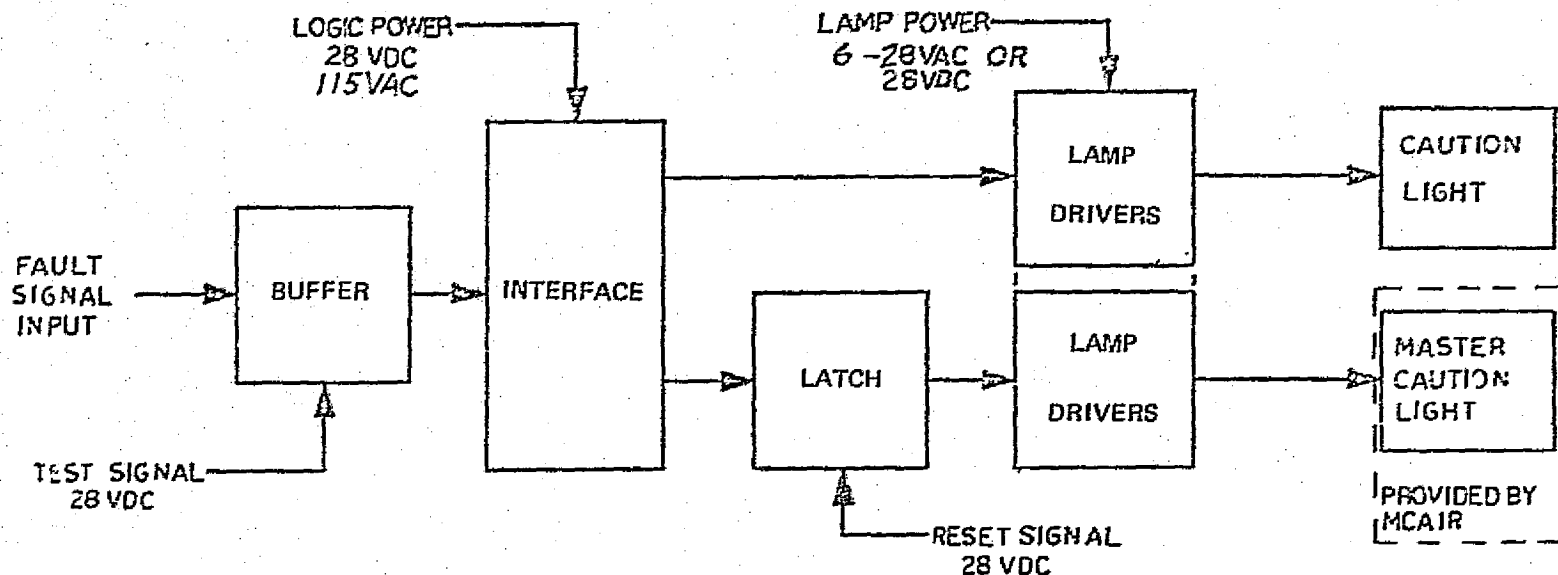 LOGIC POWER
28 VDC
115VAC
LAMP POWER
6-28VAC OR
28VDC
LAMP
DRIVERS
CAUTION
LIGHT
FAULT
SIGNAL
INPUT
BUFFER
INTERFACE
LATCH
LAMP
DRIVERS
MASTER
CAUTION
LIGHT
TEST SIGNAL
28 VDC
RESET SIGNAL
28 VDC
PROVIDED BY
MCAIR